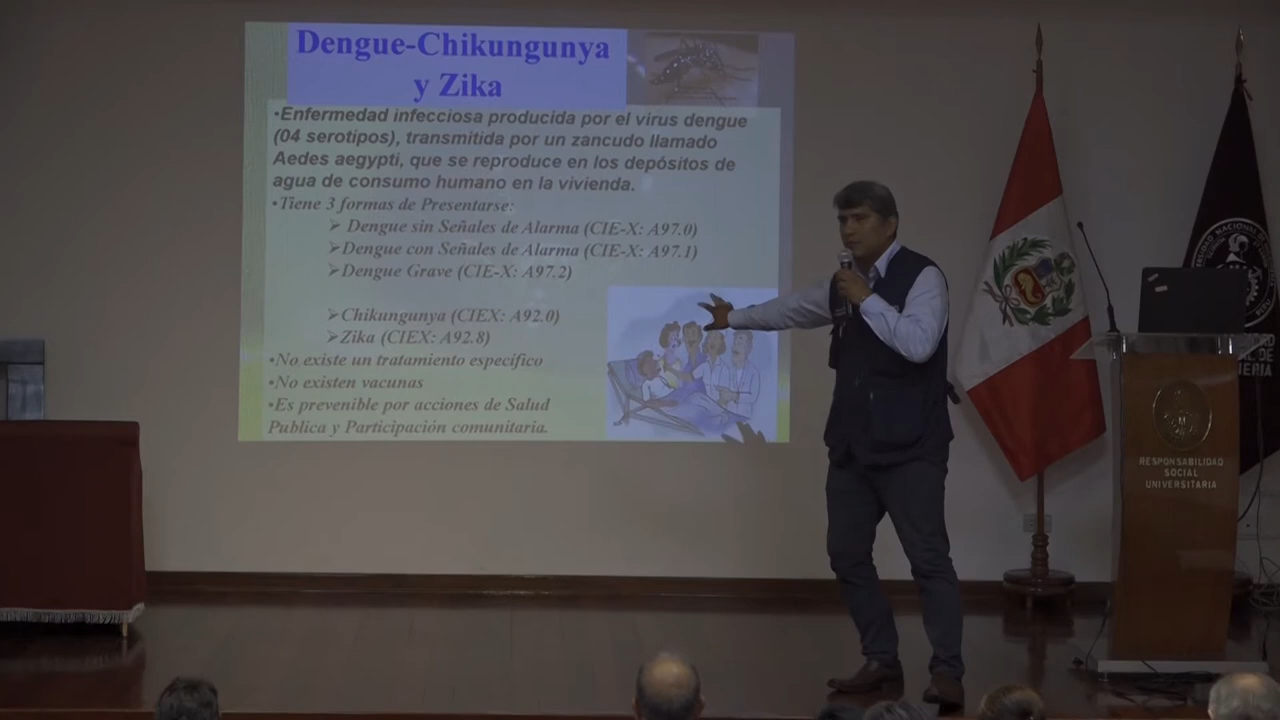 Dengue-Chikungunya
y Zika
•Enfermedad infecciosa producida por el virus dengue
(04 serotipos), transmitida por un zancudo llamado
Aedes aegypti, que se reproduce en los depósitos de
agua de consumo humano en la vivienda.
•Tiene 3 formas de Presentarse:
➢ Dengue sin Señales de Alarma (CIE-X: A97.0)
➢Dengue con Señales de Alarma (CIE-X: A97.1)
➢Dengue Grave (CIE-X: A97.2)
➢Chikungunya (CIEX: A92.0)
➢Zika (CIEX: A92.8)
•No existe un tratamiento específico
•No existen vacunas
•Es prevenible por acciones de Salud
Publica y Participación comunitaria.
RESPONSABILIDAD
SOCIAL
UNIVERSITARIA
NACIONAL